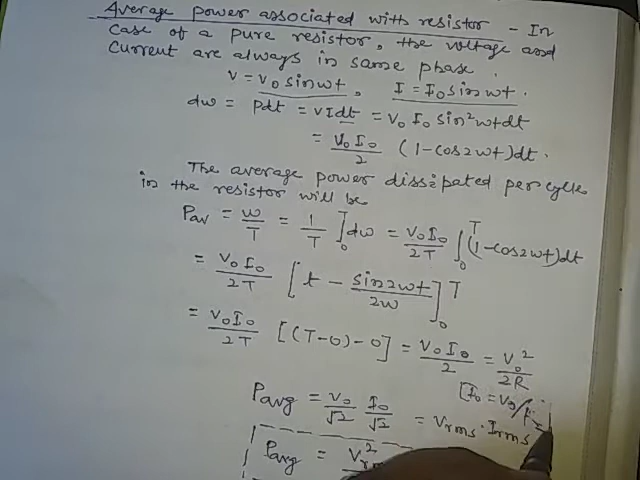 Average power associated with resistor - In
case of a pure resistor, the voltage and
current are always in same phase.
V = V₀ sinωt, I = I₀ sinωt.
dw = Pdt = VIdt = V₀ I₀ sin²ωtdt
= V₀I₀/2 (1-cos2ωt)dt.
The average power dissipated per cycle
in the resistor will be
Pav = W/T = 1/T ∫₀ᵀ dw = V₀I₀/2T ∫₀ᵀ (1-cos2ωt)dt
= V₀I₀/2T [t - sin2ωt/2ω]₀ᵀ
= V₀I₀/2T [(T-0)-0] = V₀I₀/2 = V₀²/2R
[I₀ = V₀/R]
Pavg = V₀/√2 I₀/√2 = Vrms · Irms
Pavg =